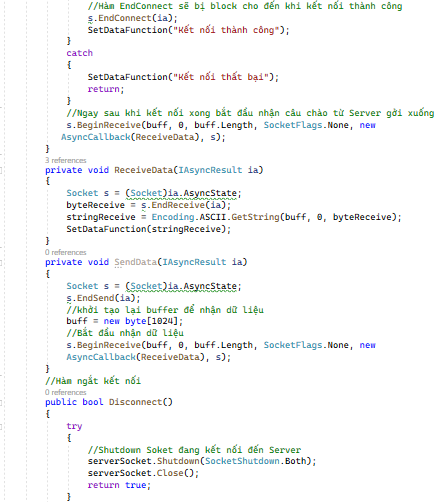 //Hàm EndConnect sẽ bị block cho đến khi kết nối thành công
s.EndConnect(ia);
SetDataFunction("Kết nối thành công");
}
catch
{
SetDataFunction("Kết nối thất bại");
return;
}
//Ngay sau khi kết nối xong bắt đầu nhận câu chào từ Server gởi xuống
s.BeginReceive(buff, 0, buff.Length, SocketFlags.None, new
AsyncCallback(ReceiveData), s);
}
3 references
private void ReceiveData(IAsyncResult ia)
{
Socket s = (Socket)ia.AsyncState;
byteReceive = s.EndReceive(ia);
stringReceive = Encoding.ASCII.GetString(buff, 0, byteReceive);
SetDataFunction(stringReceive);
}
0 references
private void SendData(IAsyncResult ia)
{
Socket s = (Socket)ia.AsyncState;
s.EndSend(ia);
//khởi tạo lại buffer để nhận dữ liệu
buff = new byte[1024];
//Bắt đầu nhận dữ liệu
s.BeginReceive(buff, 0, buff.Length, SocketFlags.None, new
AsyncCallback(ReceiveData), s);
}
//Hàm ngắt kết nối
0 references
public bool Disconnect()
{
try
{
//Shutdown Soket đang kết nối đến Server
serverSocket.Shutdown(SocketShutdown.Both);
serverSocket.Close();
return true;
}